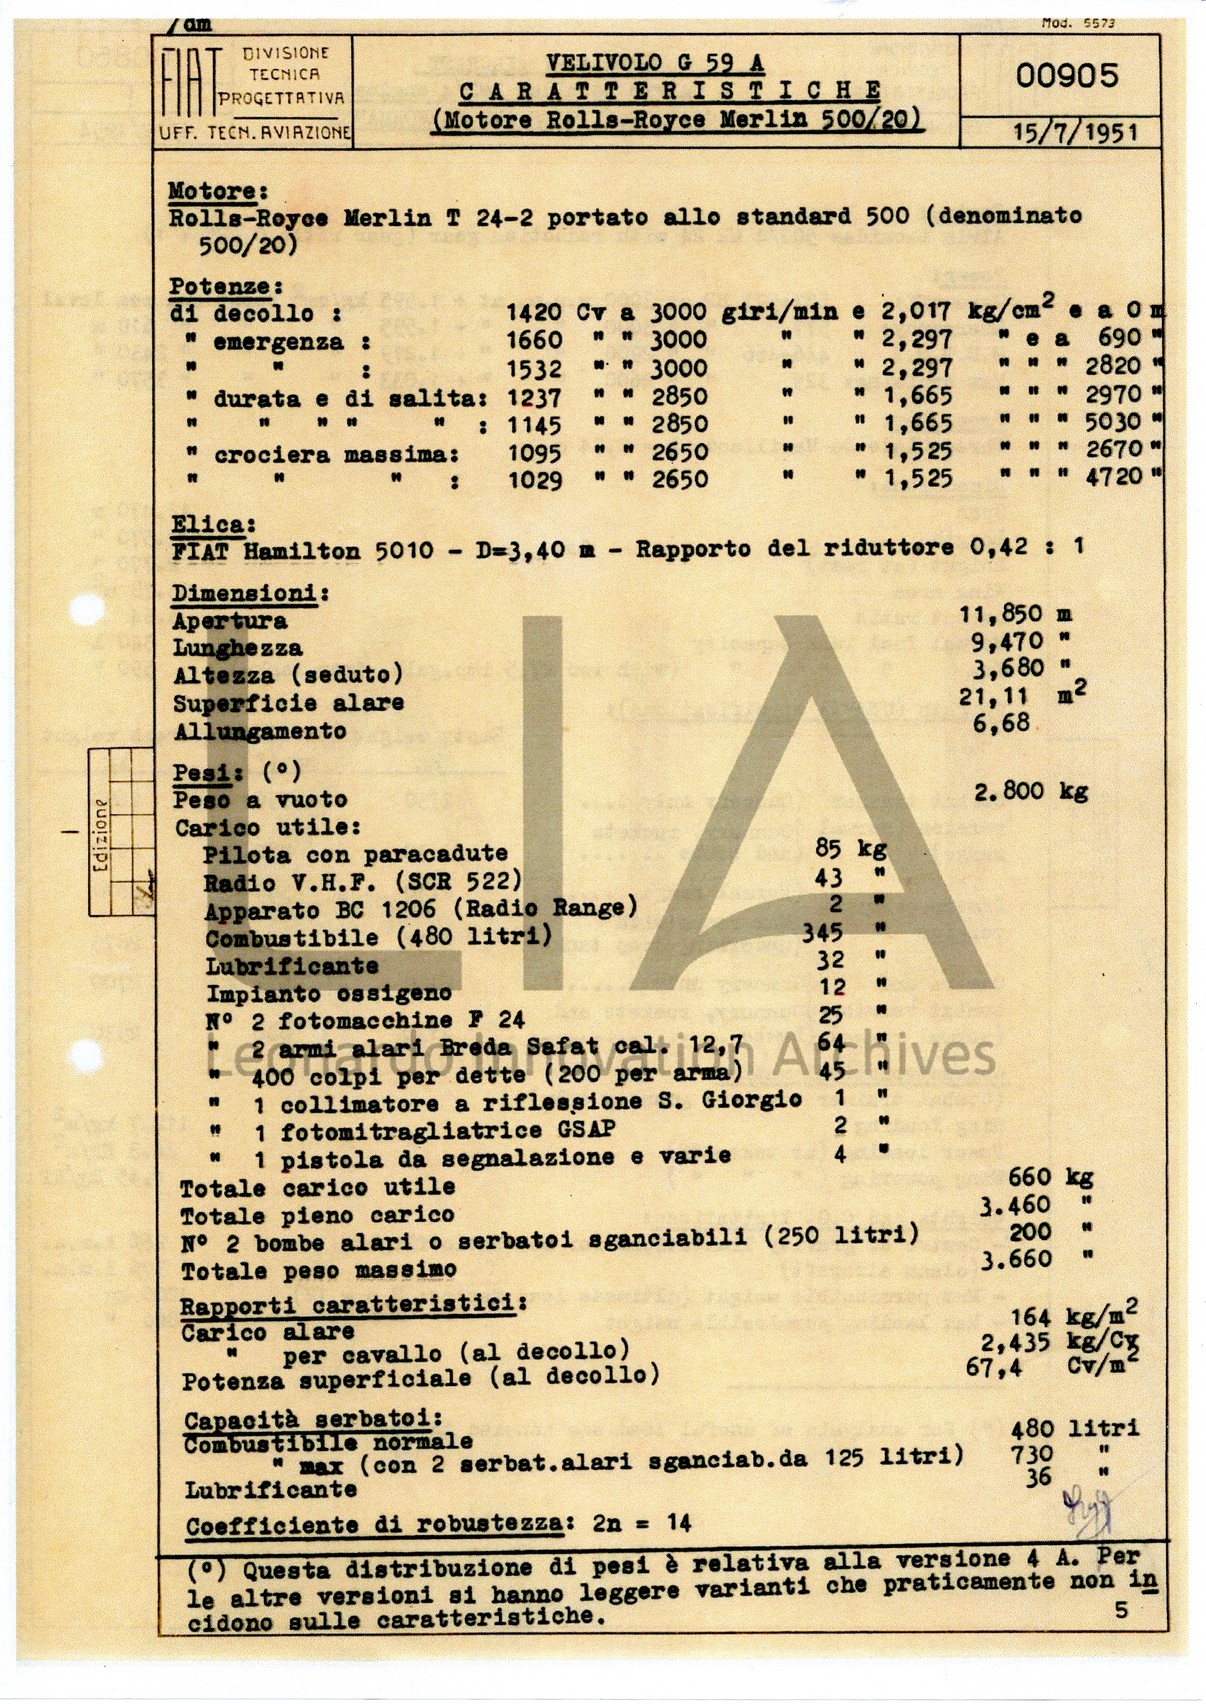 /dm
Mod. 5573
FIAT
DIVISIONE
TECNICA
PROGETTATIVA
UFF. TECN. AVIAZIONE
VELIVOLO G 59 A
CARATTERISTICHE
(Motore Rolls-Royce Merlin 500/20)
00905
15/7/1951
Motore:
Rolls-Royce Merlin T 24-2 portato allo standard 500 (denominato
500/20)
Potenze:
di decollo : 1420 Cv a 3000 giri/min e 2,017 kg/cm² e a 0 m
" emergenza : 1660 " " 3000 " " 2,297 " e a 690 "
" " : 1532 " " 3000 " " 2,297 " " " 2820 "
" durata e di salita: 1237 " " 2850 " " 1,665 " " " 2970 "
" " " " " : 1145 " " 2850 " " 1,665 " " " 5030 "
" crociera massima: 1095 " " 2650 " " 1,525 " " " 2670 "
" " " : 1029 " " 2650 " " 1,525 " " " 4720 "
Elica:
FIAT Hamilton 5010 - D=3,40 m - Rapporto del riduttore 0,42 : 1
Dimensioni:
Apertura 11,850 m
Lunghezza 9,470 "
Altezza (seduto) 3,680 "
Superficie alare 21,11 m²
Allungamento 6,68
Pesi: (°)
Peso a vuoto 2.800 kg
Carico utile:
Pilota con paracadute 85 kg
Radio V.H.F. (SCR 522) 43 "
Apparato BC 1206 (Radio Range) 2 "
Combustibile (480 litri) 345 "
Lubrificante 32 "
Impianto ossigeno 12 "
N° 2 fotomacchine F 24 25 "
" 2 armi alari Breda Safat cal. 12,7 64 "
" 400 colpi per dette (200 per arma) 45 "
" 1 collimatore a riflessione S. Giorgio 1 "
" 1 fotomitragliatrice GSAP 2 "
" 1 pistola da segnalazione e varie 4 "
Totale carico utile 660 kg
Totale pieno carico 3.460 "
N° 2 bombe alari o serbatoi sganciabili (250 litri) 200 "
Totale peso massimo 3.660 "
Rapporti caratteristici:
Carico alare 164 kg/m²
" per cavallo (al decollo) 2,435 kg/Cv
Potenza superficiale (al decollo) 67,4 Cv/m²
Capacità serbatoi:
Combustibile normale 480 litri
" max (con 2 serbat.alari sganciab.da 125 litri) 730 "
Lubrificante 36 "
Coefficiente di robustezza: 2n = 14
(°) Questa distribuzione di pesi è relativa alla versione 4 A. Per
le altre versioni si hanno leggere varianti che praticamente non in
cidono sulle caratteristiche.
5
Edizione
1
LIA
Leonardo Innovation Archives